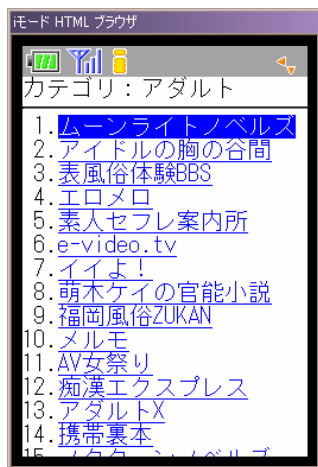 iモード HTML ブラウザ
カテゴリ：アダルト
1.ムーンライトノベルズ
2.アイドルの胸の谷間
3.表風俗体験BBS
4.エロメロ
5.素人セフレ案内所
6.e-video.tv
7.イイよ！
8.萌木ケイの官能小説
9.福岡風俗ZUKAN
10.メルモ
11.AV女祭り
12.痴漢エクスプレス
13.アダルトX
14.携帯裏本